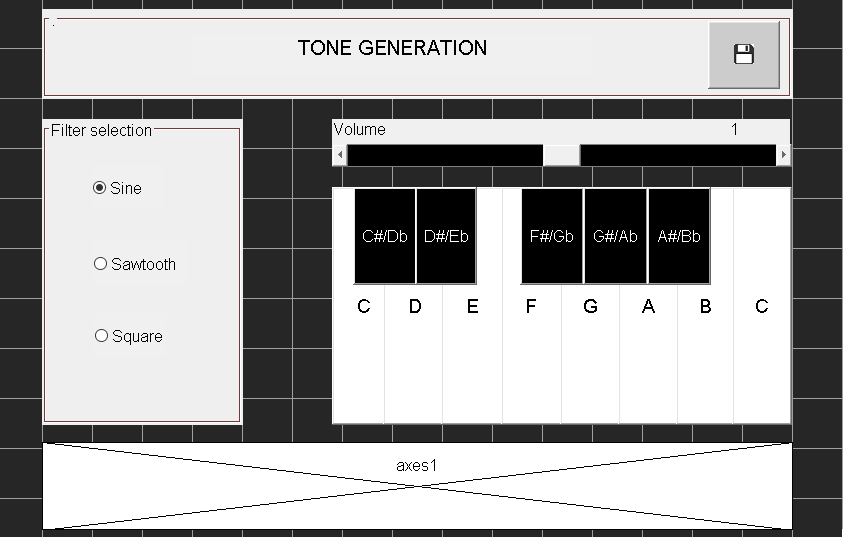 TONE GENERATION
Filter selection
Sine
Sawtooth
Square
Volume 1
C#/Db D#/Eb F#/Gb G#/Ab A#/Bb
C D E F G A B C
axes1